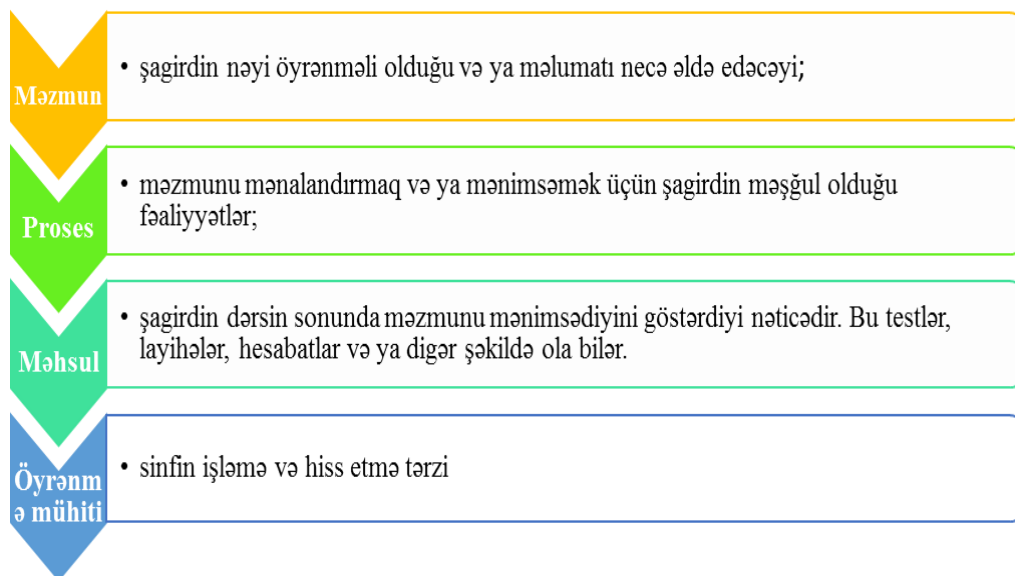 Məzmun
• şagirdin nəyi öyrənməli olduğu və ya məlumatı necə əldə edəcəyi;
Proses
• məzmunu mənalandırmaq və ya mənimsəmək üçün şagirdin məşğul olduğu
fəaliyyətlər;
Məhsul
• şagirdin dərsin sonunda məzmunu mənimsədiyini göstərdiyi nəticədir. Bu testlər,
layihələr, hesabatlar və ya digər şəkildə ola bilər.
Öyrənm
ə mühiti
• sinfin işləmə və hiss etmə tərzi